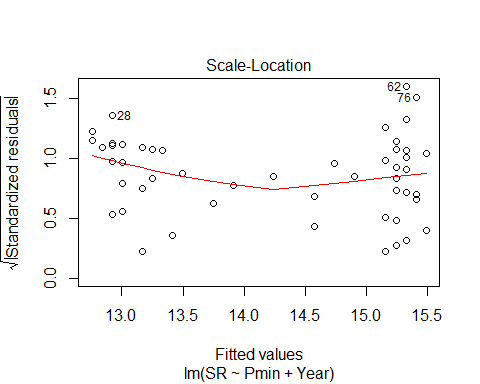 Scale-Location
√|Standardized residuals|
0.0 0.5 1.0 1.5
28
62
76
13.0 13.5 14.0 14.5 15.0 15.5
Fitted values
lm(SR ~ Pmin + Year)